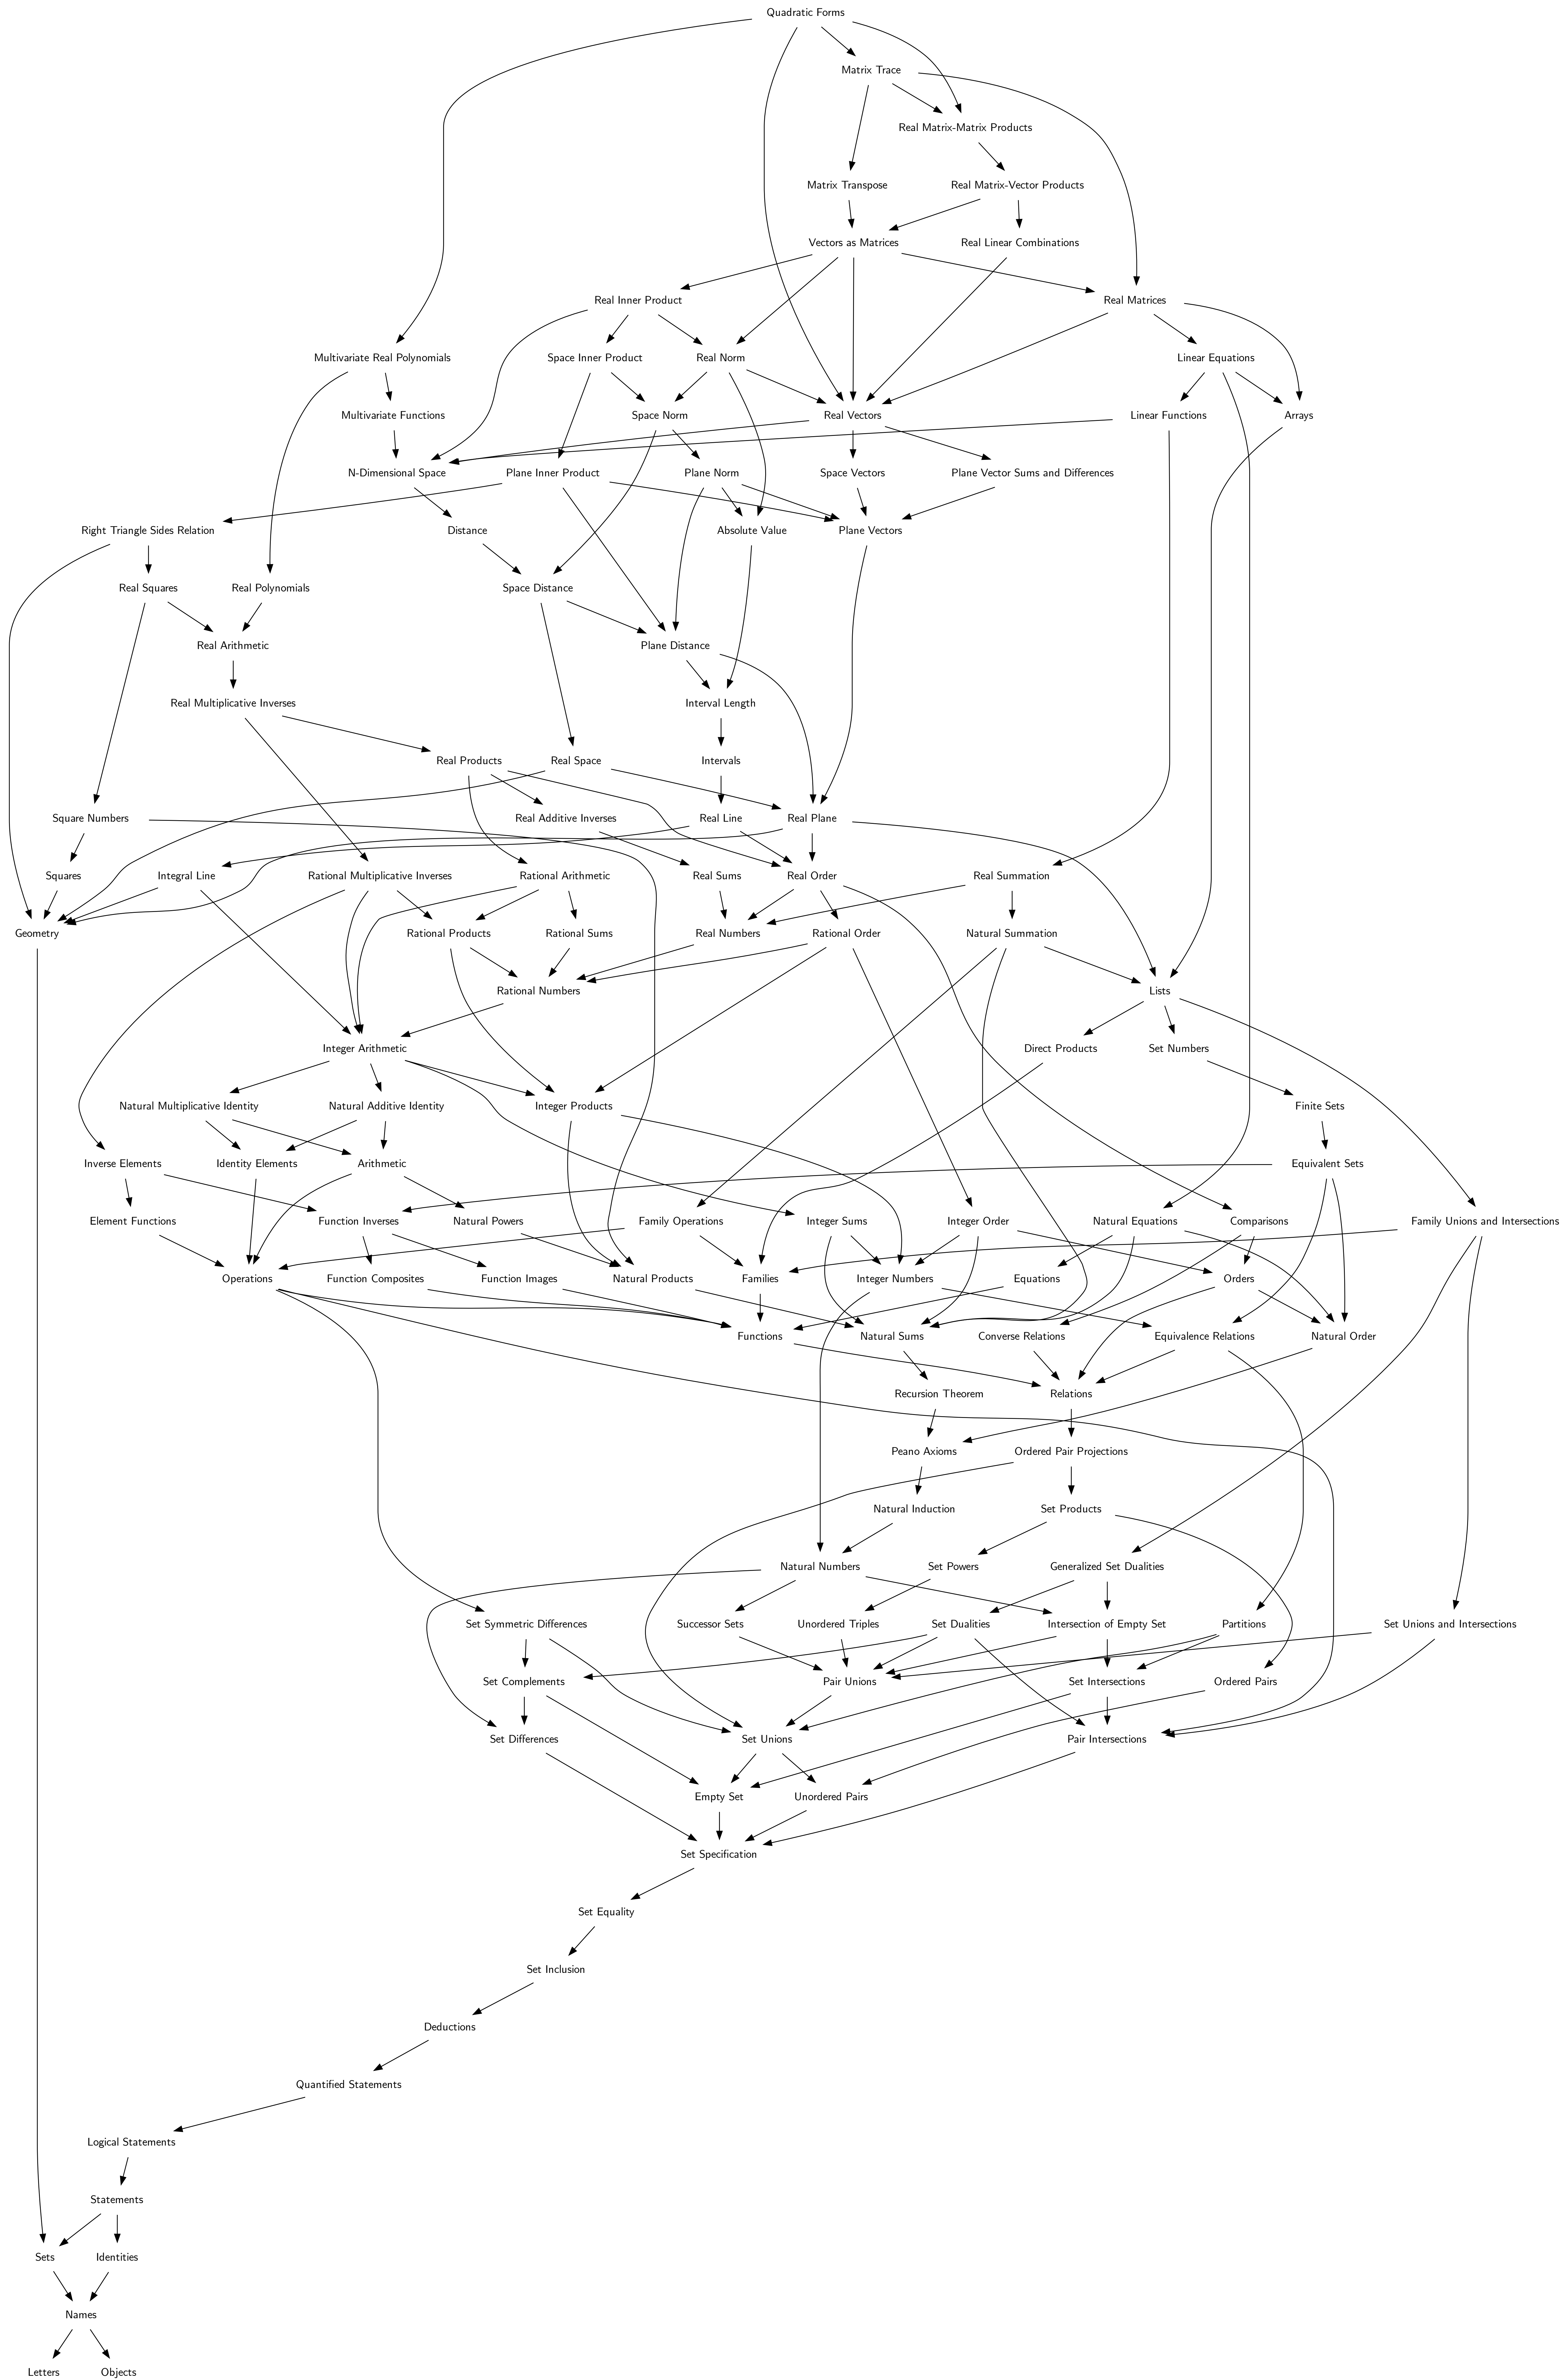 Quadratic Forms
Matrix Trace
Real Matrix-Matrix Products
Matrix Transpose
Real Matrix-Vector Products
Vectors as Matrices
Real Linear Combinations
Real Inner Product
Real Matrices
Multivariate Real Polynomials
Space Inner Product
Real Norm
Linear Equations
Multivariate Functions
Space Norm
Real Vectors
Linear Functions
Arrays
N-Dimensional Space
Plane Inner Product
Plane Norm
Space Vectors
Plane Vector Sums and Differences
Right Triangle Sides Relation
Distance
Absolute Value
Plane Vectors
Real Squares
Real Polynomials
Space Distance
Real Arithmetic
Plane Distance
Real Multiplicative Inverses
Interval Length
Real Products
Real Space
Intervals
Square Numbers
Real Additive Inverses
Real Line
Real Plane
Squares
Integral Line
Rational Multiplicative Inverses
Rational Arithmetic
Real Sums
Real Order
Real Summation
Geometry
Rational Products
Rational Sums
Real Numbers
Rational Order
Natural Summation
Rational Numbers
Lists
Integer Arithmetic
Direct Products
Set Numbers
Natural Multiplicative Identity
Natural Additive Identity
Integer Products
Finite Sets
Inverse Elements
Identity Elements
Arithmetic
Equivalent Sets
Element Functions
Function Inverses
Natural Powers
Family Operations
Integer Sums
Integer Order
Natural Equations
Comparisons
Family Unions and Intersections
Operations
Function Composites
Function Images
Natural Products
Families
Integer Numbers
Equations
Orders
Functions
Natural Sums
Converse Relations
Equivalence Relations
Natural Order
Recursion Theorem
Relations
Peano Axioms
Ordered Pair Projections
Natural Induction
Set Products
Natural Numbers
Set Powers
Generalized Set Dualities
Set Symmetric Differences
Successor Sets
Unordered Triples
Set Dualities
Intersection of Empty Set
Partitions
Set Unions and Intersections
Set Complements
Pair Unions
Set Intersections
Ordered Pairs
Set Differences
Set Unions
Pair Intersections
Empty Set
Unordered Pairs
Set Specification
Set Equality
Set Inclusion
Deductions
Quantified Statements
Logical Statements
Statements
Sets
Identities
Names
Letters
Objects